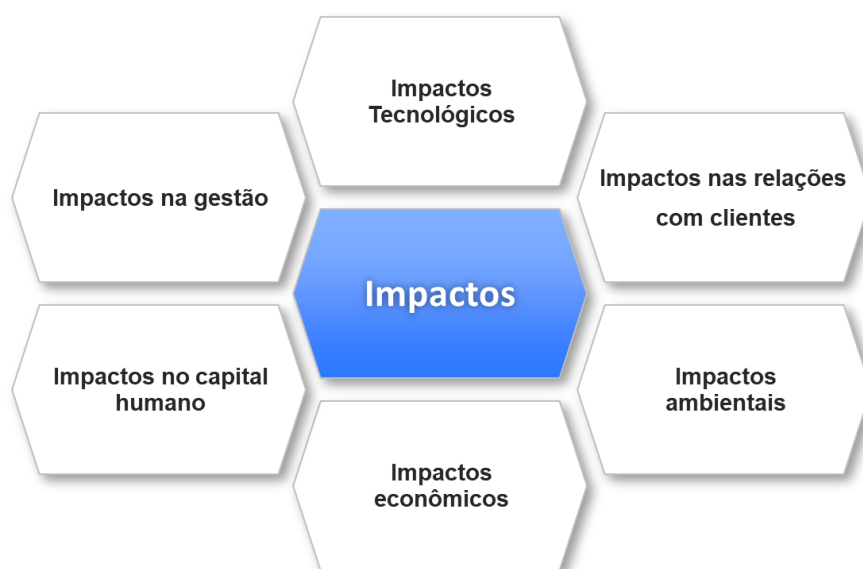 Impactos
Tecnológicos
Impactos na gestão
Impactos nas relações
com clientes
Impactos
Impactos no capital
humano
Impactos
ambientais
Impactos
econômicos